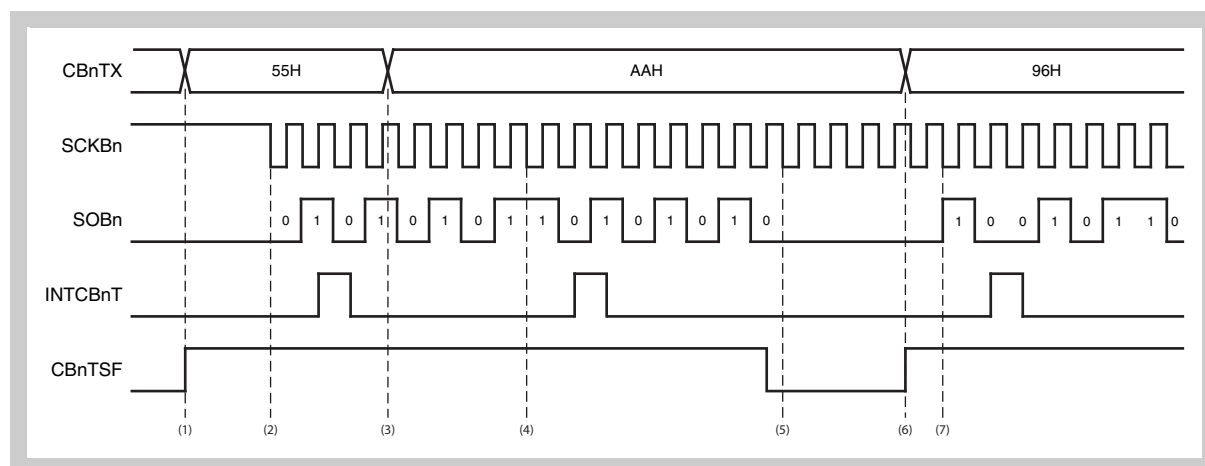 CBnTX 55H AAH 96H
SCKBn
SOBn 0 1 0 1 0 1 0 1 1 0 1 0 1 0 1 0 1 0 0 1 0 1 1 0
INTCBnT
CBnTSF
(1) (2) (3) (4) (5) (6) (7)